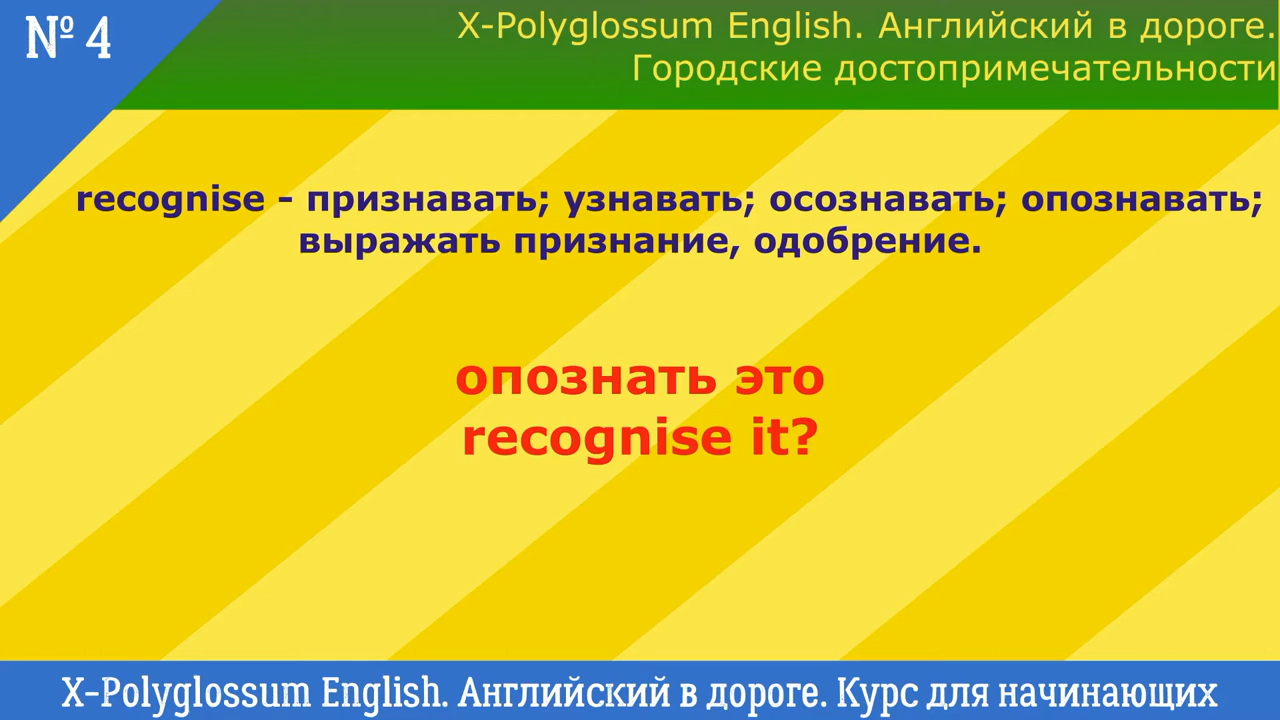 № 4
X-Polyglossum English. Английский в дороге.
Городские достопримечательности
recognise - признавать; узнавать; осознавать; опознавать;
выражать признание, одобрение.
опознать это
recognise it?
X-Polyglossum English. Английский в дороге. Курс для начинающих